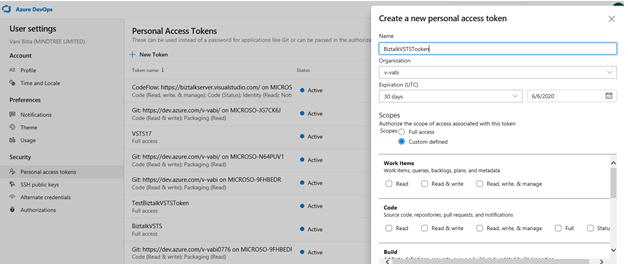 Azure DevOps
User settings
Vani Bitta (MINDTREE LIMITED)
Account
Profile
Time and Locale
Preferences
Notifications
Theme
Usage
Security
Personal access tokens
SSH public keys
Alternate credentials
Authorizations
Personal Access Tokens
These can be used instead of a password for applications like Git or can be passed in the authoriza
+ New Token
Token name ↓ Status
CodeFlow: https://biztalkserver.visualstudio.com/ on MICROS
Code (Read, write, & manage); Code (Status); Identity (Read); Not
Active
Git: https://dev.azure.com/v-vabi/ on MICROSO-JG7CK6J
Code (Read & write); Packaging (Read)
Active
VSTS17
Full access
Active
Git: https://dev.azure.com/v-vabi on MICROSO-N64PUV1
Code (Read & write); Packaging (Read)
Active
Git: https://dev.azure.com/v-vabi on MICROSO-9FHBEDR
Code (Read & write); Packaging (Read)
Active
TestBiztalkVSTSToken
Full access
Active
BiztalkVSTS
Full access
Active
Git: https://dev.azure.com/v-vabi0776 on MICROSO-9FHBEDF
Code (Read & write); Packaging (Read)
Active
Create a new personal access token
Name
BiztalkVSTSTocken
Organization
v-vabi
Expiration (UTC)
30 days 6/6/2020
Scopes
Authorize the scope of access associated with this token
Scopes Full access
Custom defined
Work Items
Work items, queries, backlogs, plans, and metadata
Read Read & write Read, write, & manage
Code
Source code, repositories, pull requests, and notifications
Read Read & write Read, write, & manage Full Statu
Build